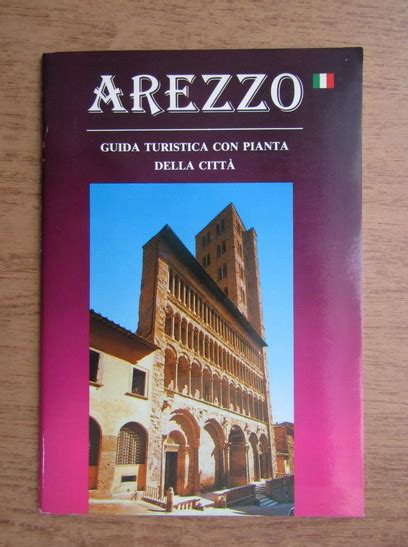 AREZZO
GUIDA TURISTICA CON PIANTA
DELLA CITTÀ